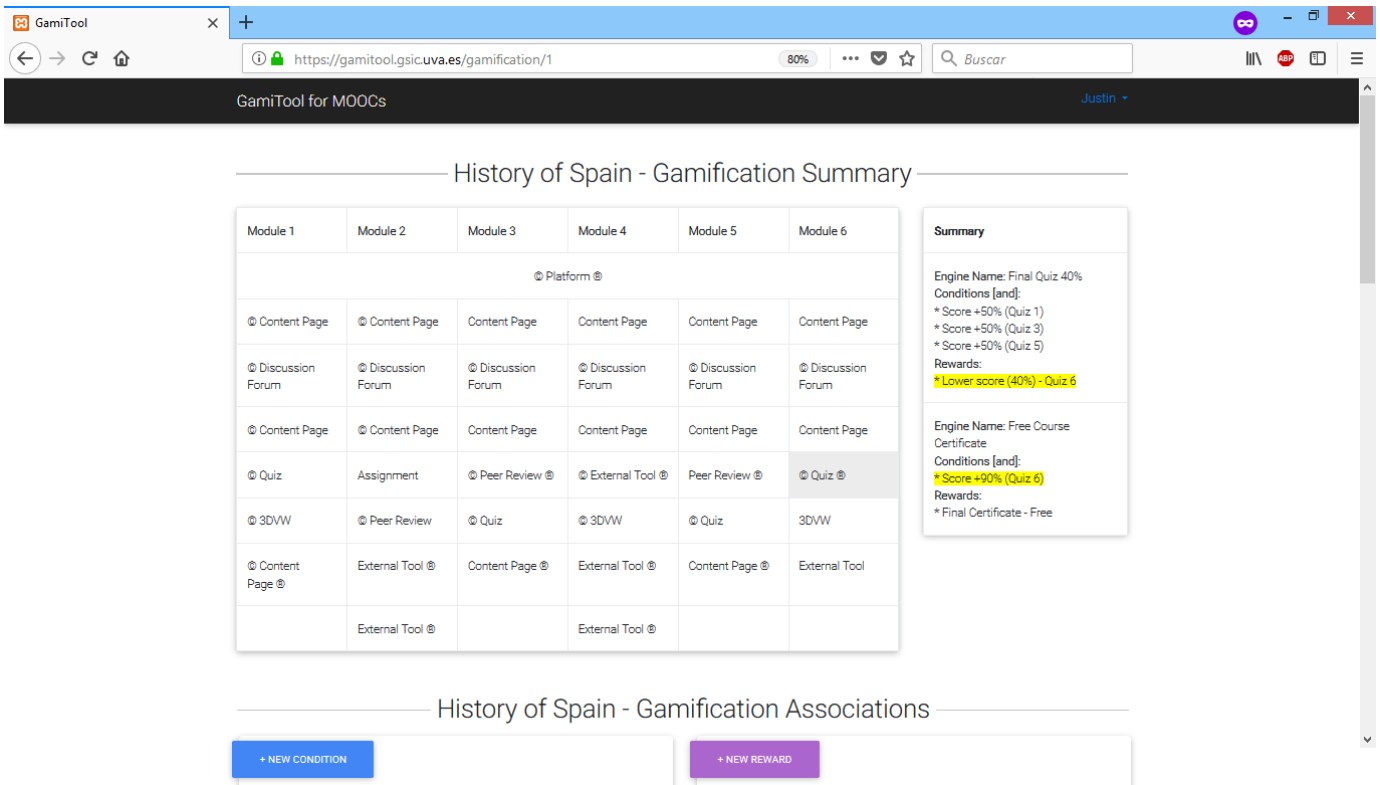 GamiTool
https://gamitool.gsic.uva.es/gamification/1
80%
Buscar
ABP
GamiTool for MOOCs
Justin
History of Spain - Gamification Summary
Module 1 Module 2 Module 3 Module 4 Module 5 Module 6
© Platform ®
© Content Page © Content Page Content Page Content Page Content Page Content Page
© Discussion Forum © Discussion Forum © Discussion Forum © Discussion Forum © Discussion Forum © Discussion Forum
© Content Page © Content Page Content Page Content Page Content Page Content Page
© Quiz Assignment © Peer Review ® © External Tool ® Peer Review ® © Quiz ®
© 3DVW © Peer Review © Quiz © 3DVW © Quiz 3DVW
© Content Page ® External Tool ® Content Page ® External Tool ® Content Page ® External Tool
External Tool ® External Tool ®
Summary
Engine Name: Final Quiz 40%
Conditions [and]:
* Score +50% (Quiz 1)
* Score +50% (Quiz 3)
* Score +50% (Quiz 5)
Rewards:
* Lower score (40%) - Quiz 6
Engine Name: Free Course
Certificate
Conditions [and]:
* Score +90% (Quiz 6)
Rewards:
* Final Certificate - Free
History of Spain - Gamification Associations
+ NEW CONDITION
+ NEW REWARD